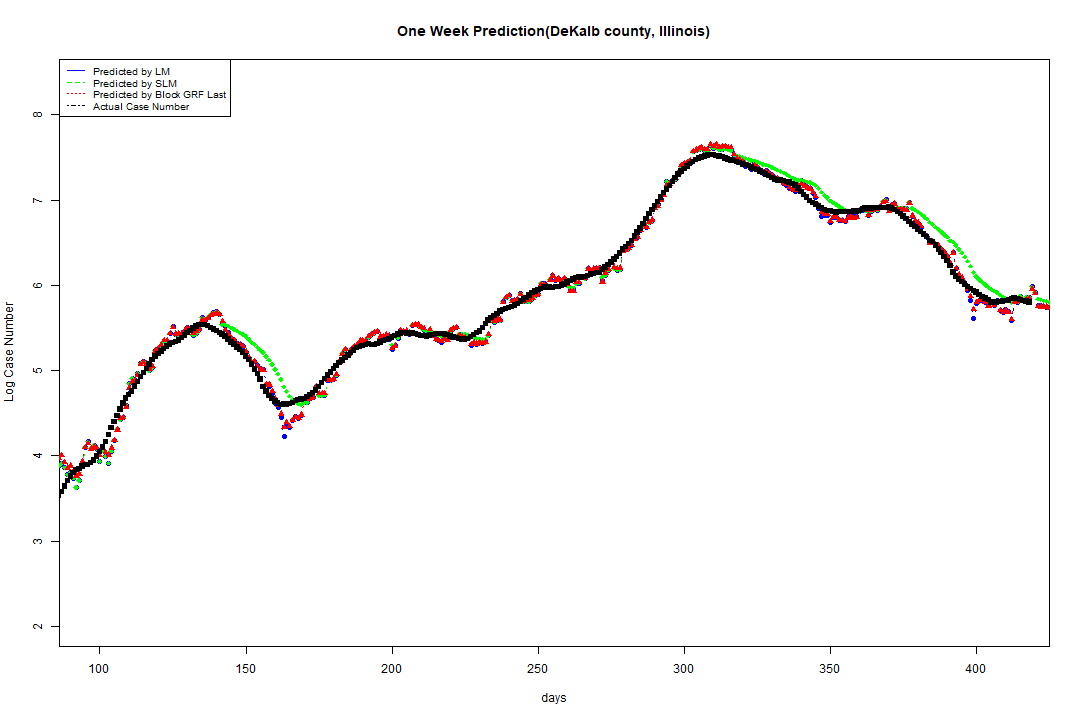 One Week Prediction(DeKalb county, Illinois)
Predicted by LM
Predicted by SLM
Predicted by Block GRF Last
Actual Case Number
8
7
6
5
4
3
2
Log Case Number
100 150 200 250 300 350 400
days